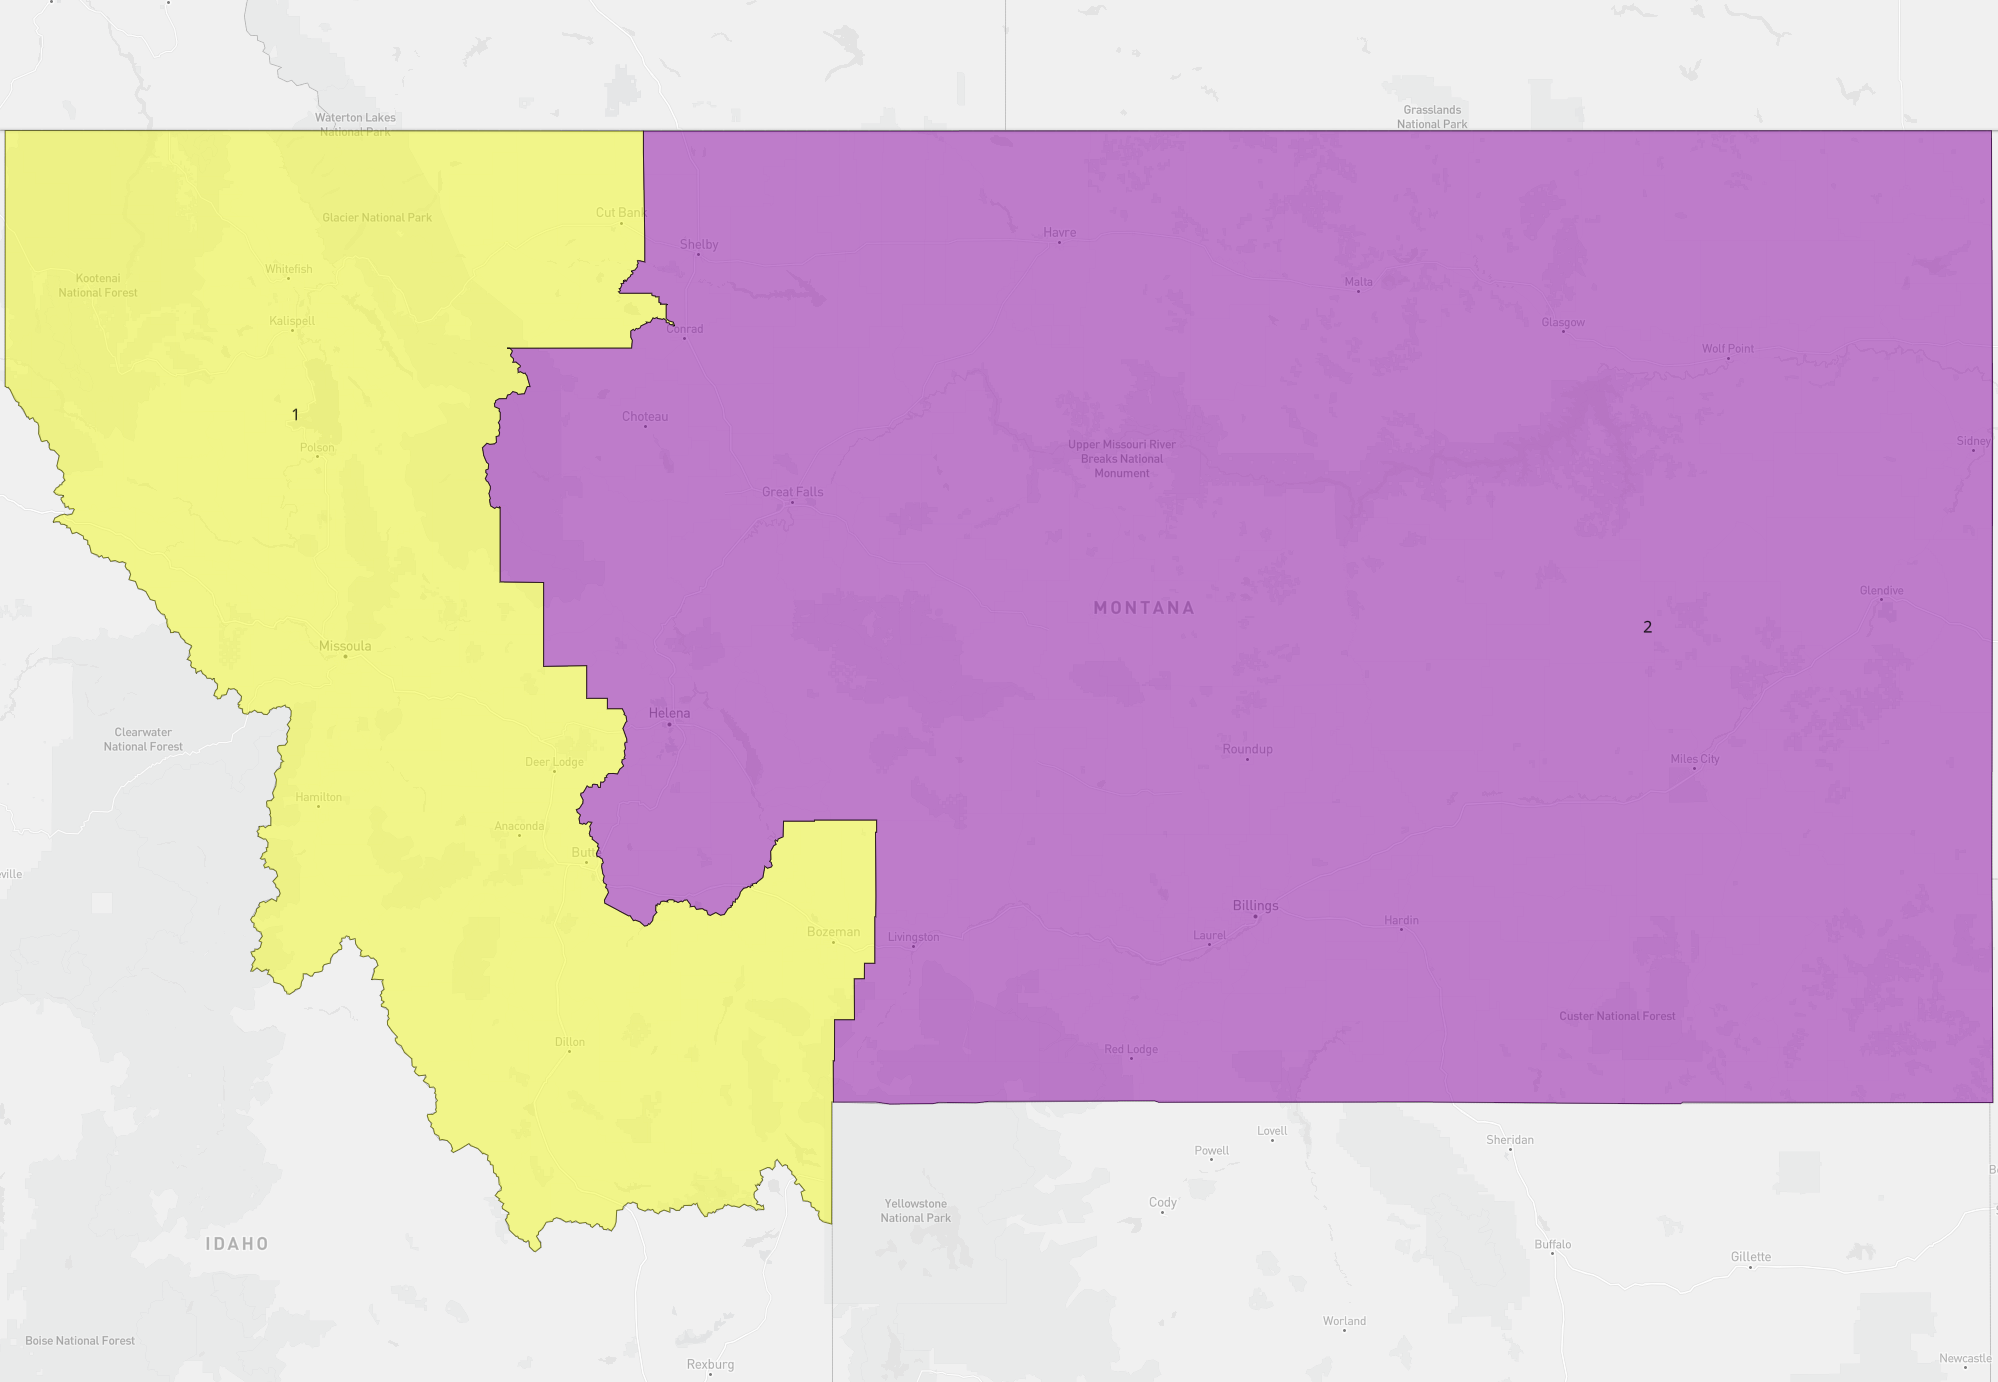 Waterton Lakes
National Park
Grasslands
National Park
Cut Bank
Glacier National Park
Shelby
Havre
Whitefish
Kootenai
National Forest
Malta
Kalispell
Conrad
Glasgow
Wolf Point
1
Choteau
Polson
Upper Missouri River
Breaks National
Monument
Sidney
Great Falls
MONTANA
Glendive
2
Missoula
Helena
Clearwater
National Forest
Roundup
Deer Lodge
Miles City
Hamilton
Anaconda
Butt
eville
Billings
Hardin
Bozeman
Livingston
Laurel
Custer National Forest
Dillon
Red Lodge
Lovell
Sheridan
Powell
Cody
Yellowstone
National Park
IDAHO
Buffalo
Gillette
Worland
Boise National Forest
Rexburg
Newcastle